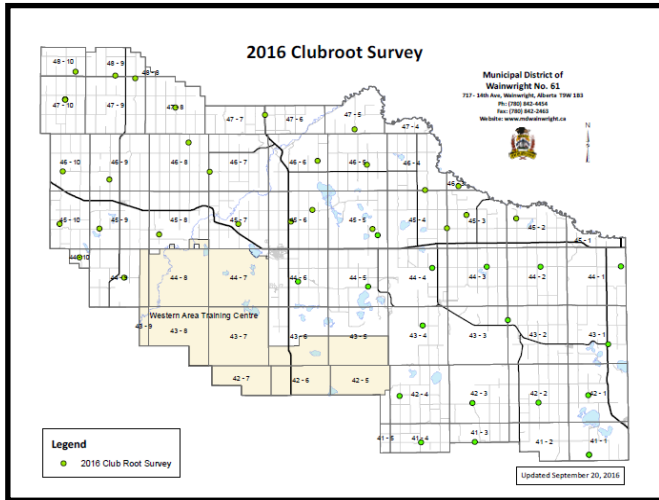 2016 Clubroot Survey
Municipal District of
Wainwright No. 61
717 - 14th Ave, Wainwright, Alberta T9W 1B3
Ph: (780) 842-4454
Fax: (780) 842-2463
Website: www.mdwainwright.ca
N
48 - 10
48 - 9
48 - 8
47 - 10
47 - 9
47 - 8
47 - 7
47 - 6
47 - 5
47 - 4
46 - 10
46 - 9
46 - 8
46 - 7
46 - 6
46 - 5
46 - 4
45 - 10
45 - 9
45 - 8
45 - 7
45 - 6
45 - 5
45 - 4
45 - 3
45 - 2
45 - 1
44 - 10
44 - 9
44 - 8
44 - 7
44 - 6
44 - 5
44 - 4
44 - 3
44 - 2
44 - 1
Western Area Training Centre
43 - 9
43 - 8
43 - 7
43 - 6
43 - 5
43 - 4
43 - 3
43 - 2
43 - 1
42 - 7
42 - 6
42 - 5
42 - 4
42 - 3
42 - 2
42 - 1
41 - 5
41 - 4
41 - 3
41 - 2
41 - 1
Legend
2016 Club Root Survey
Updated September 20, 2016